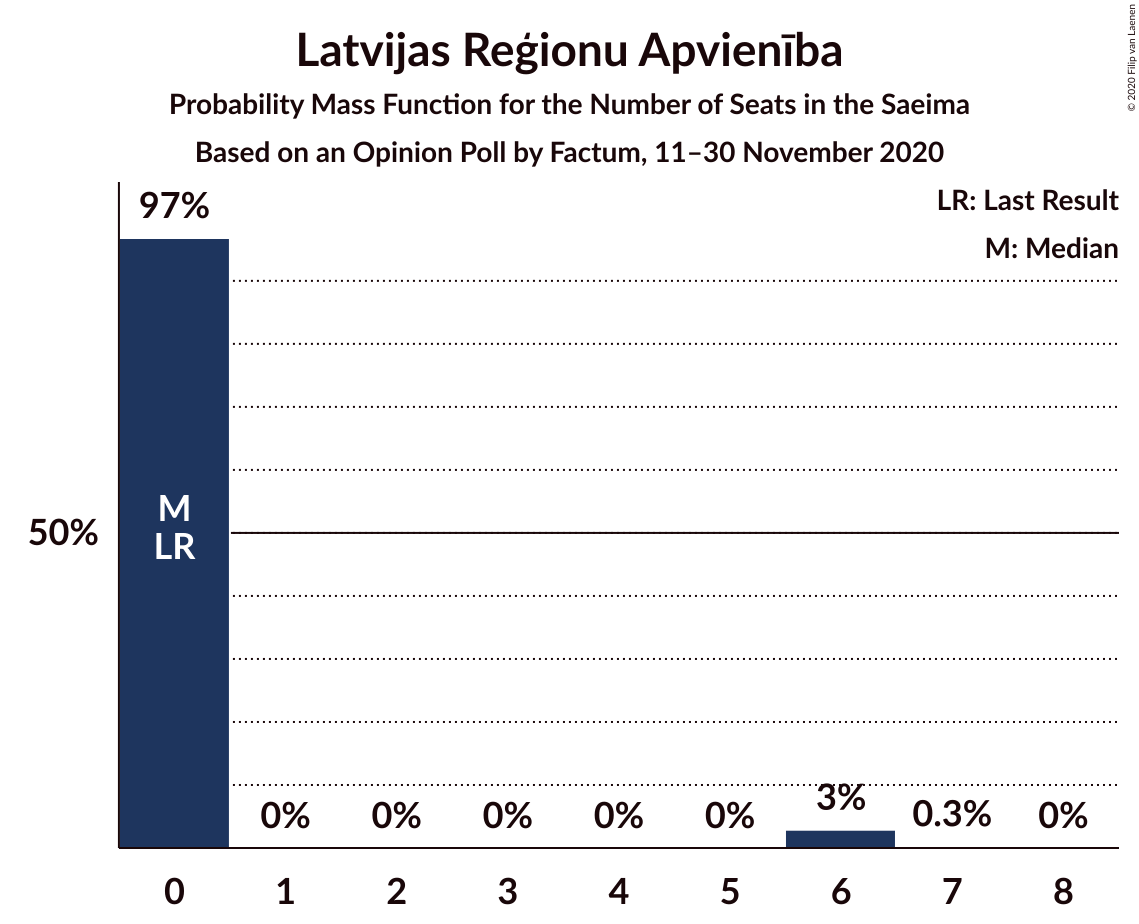 Latvijas Reģionu Apvienība
Probability Mass Function for the Number of Seats in the Saeima
Based on an Opinion Poll by Factum, 11–30 November 2020
© 2020 Filip van Laenen
LR: Last Result
M: Median
97%
M
LR
50%
0%
0%
0%
0%
0%
3%
0.3%
0%
0 1 2 3 4 5 6 7 8